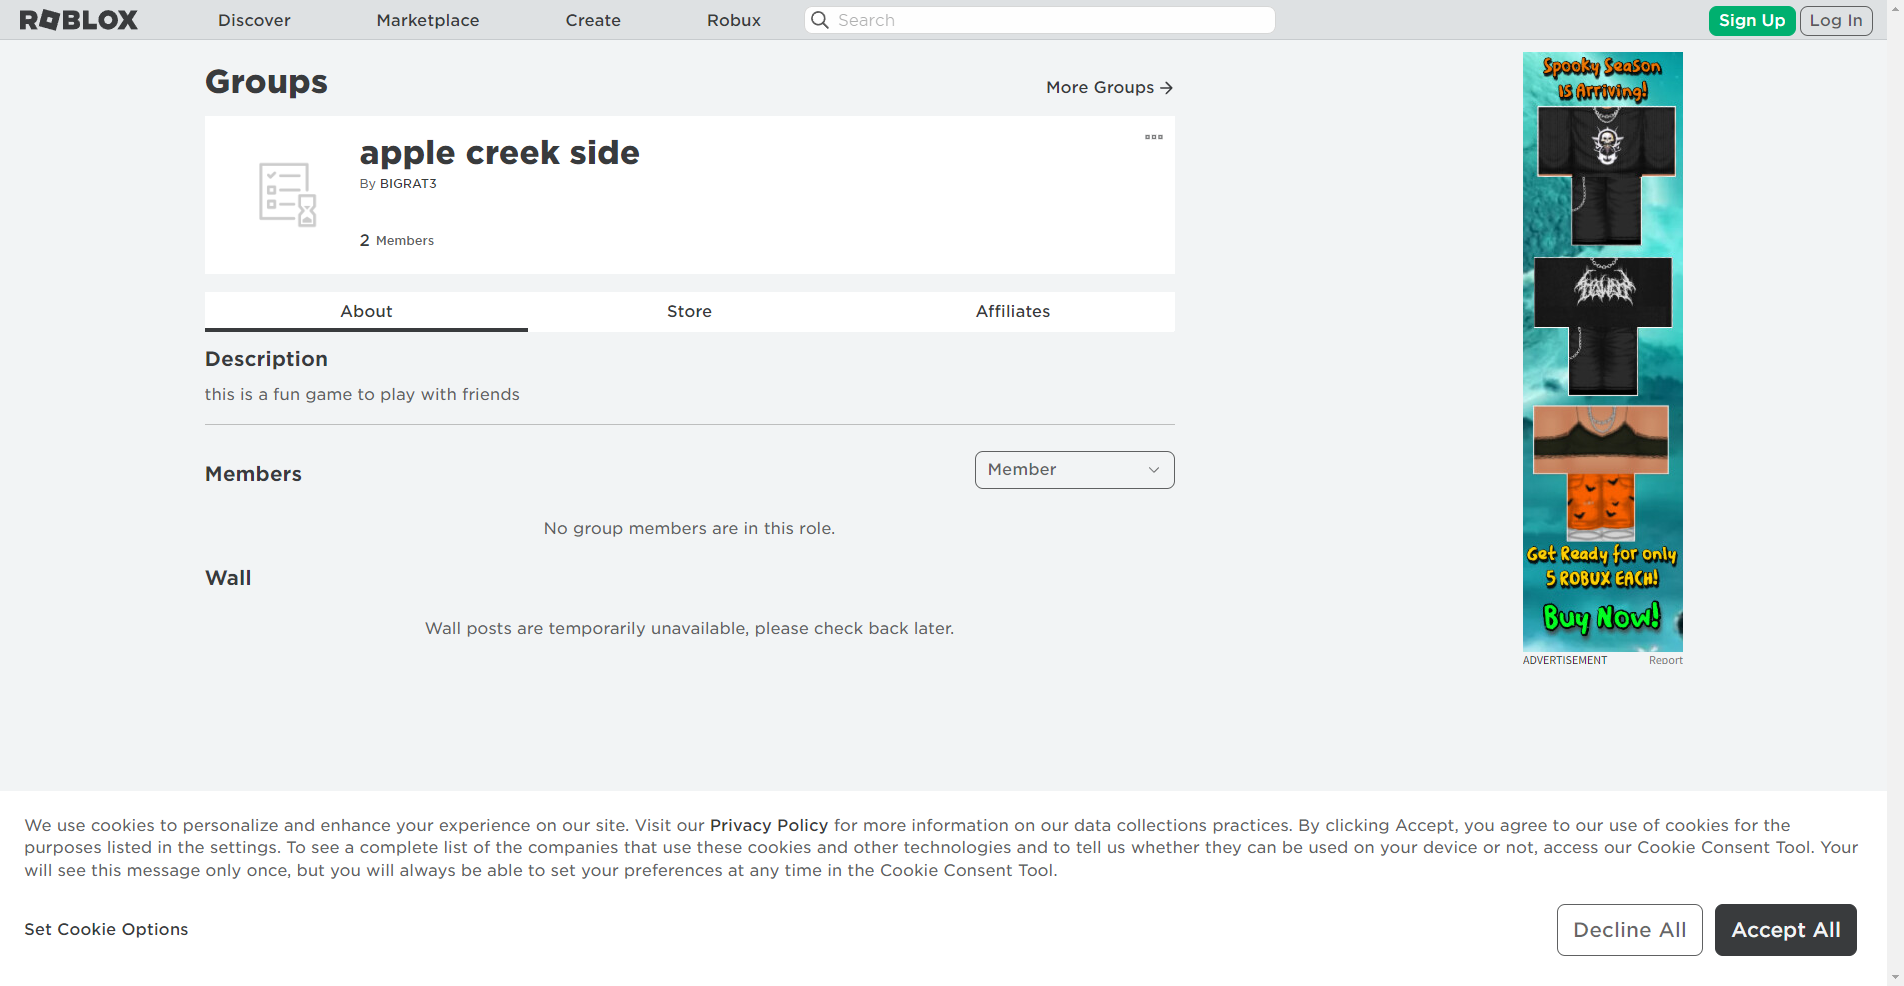 ROBLOX
Discover
Marketplace
Create
Robux
Search
Sign Up
Log In
Groups
More Groups →
apple creek side
By BIGRAT3
2 Members
About
Store
Affiliates
Description
this is a fun game to play with friends
Members
Member
No group members are in this role.
Wall
Wall posts are temporarily unavailable, please check back later.
Spooky Season
Is Arriving!
Get Ready for only
5 ROBUX EACH!
Buy Now!
ADVERTISEMENT
Report
We use cookies to personalize and enhance your experience on our site. Visit our Privacy Policy for more information on our data collections practices. By clicking Accept, you agree to our use of cookies for the
purposes listed in the settings. To see a complete list of the companies that use these cookies and other technologies and to tell us whether they can be used on your device or not, access our Cookie Consent Tool. Your
will see this message only once, but you will always be able to set your preferences at any time in the Cookie Consent Tool.
Set Cookie Options
Decline All
Accept All